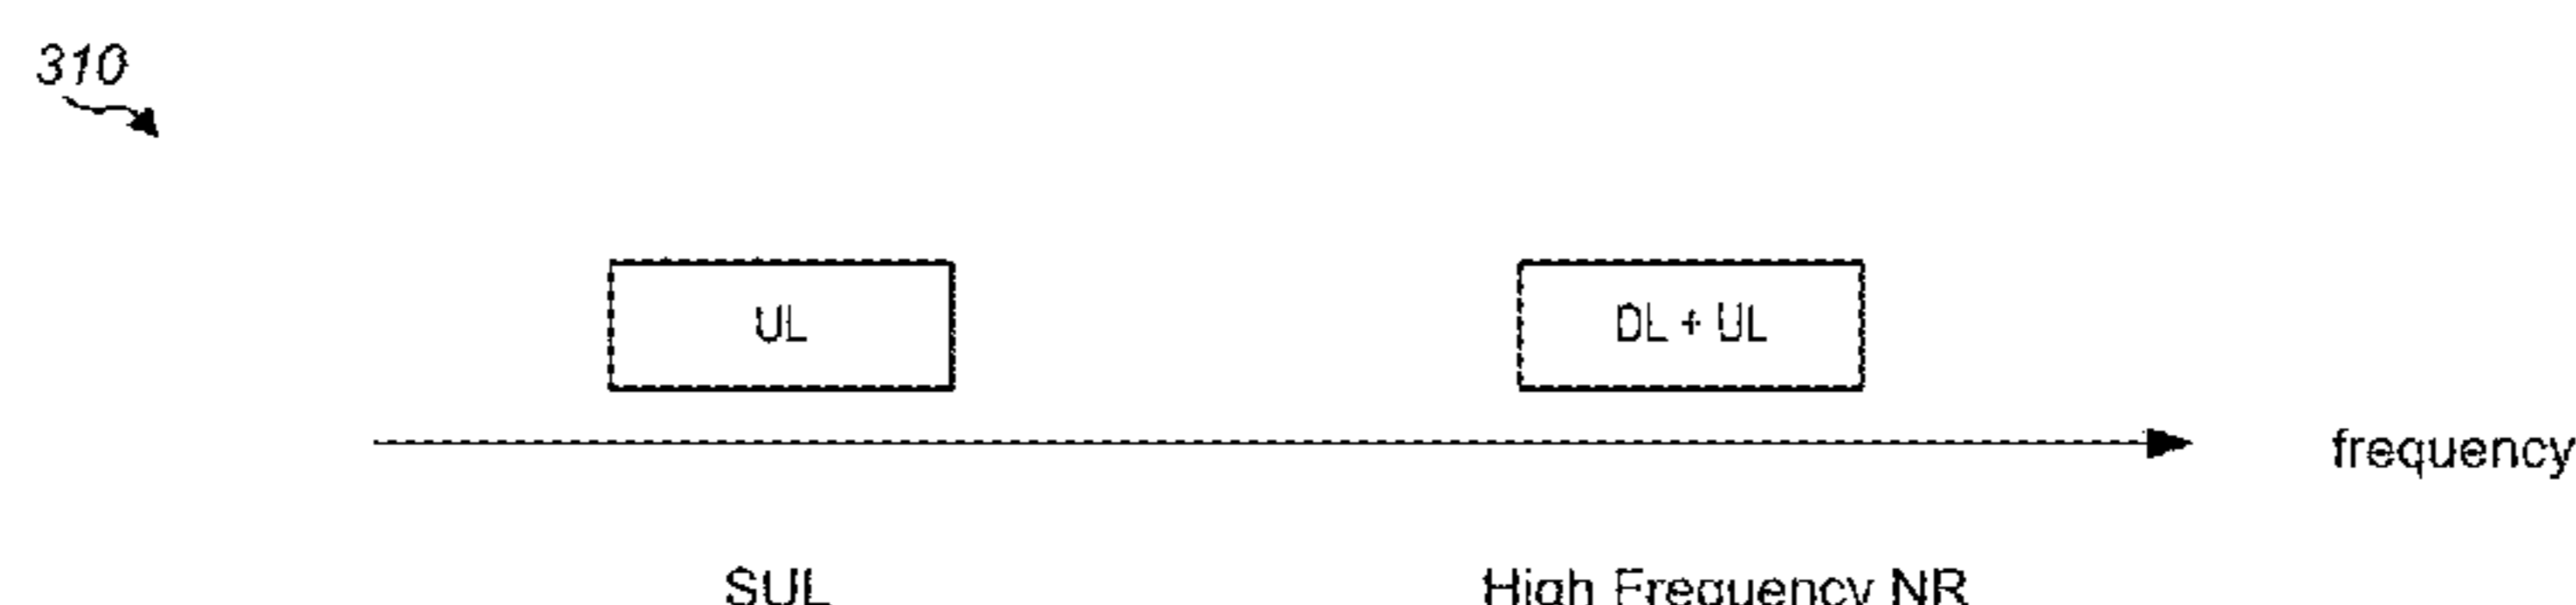 310
UL
DL + UL
frequency
SUL
High Frequency NR